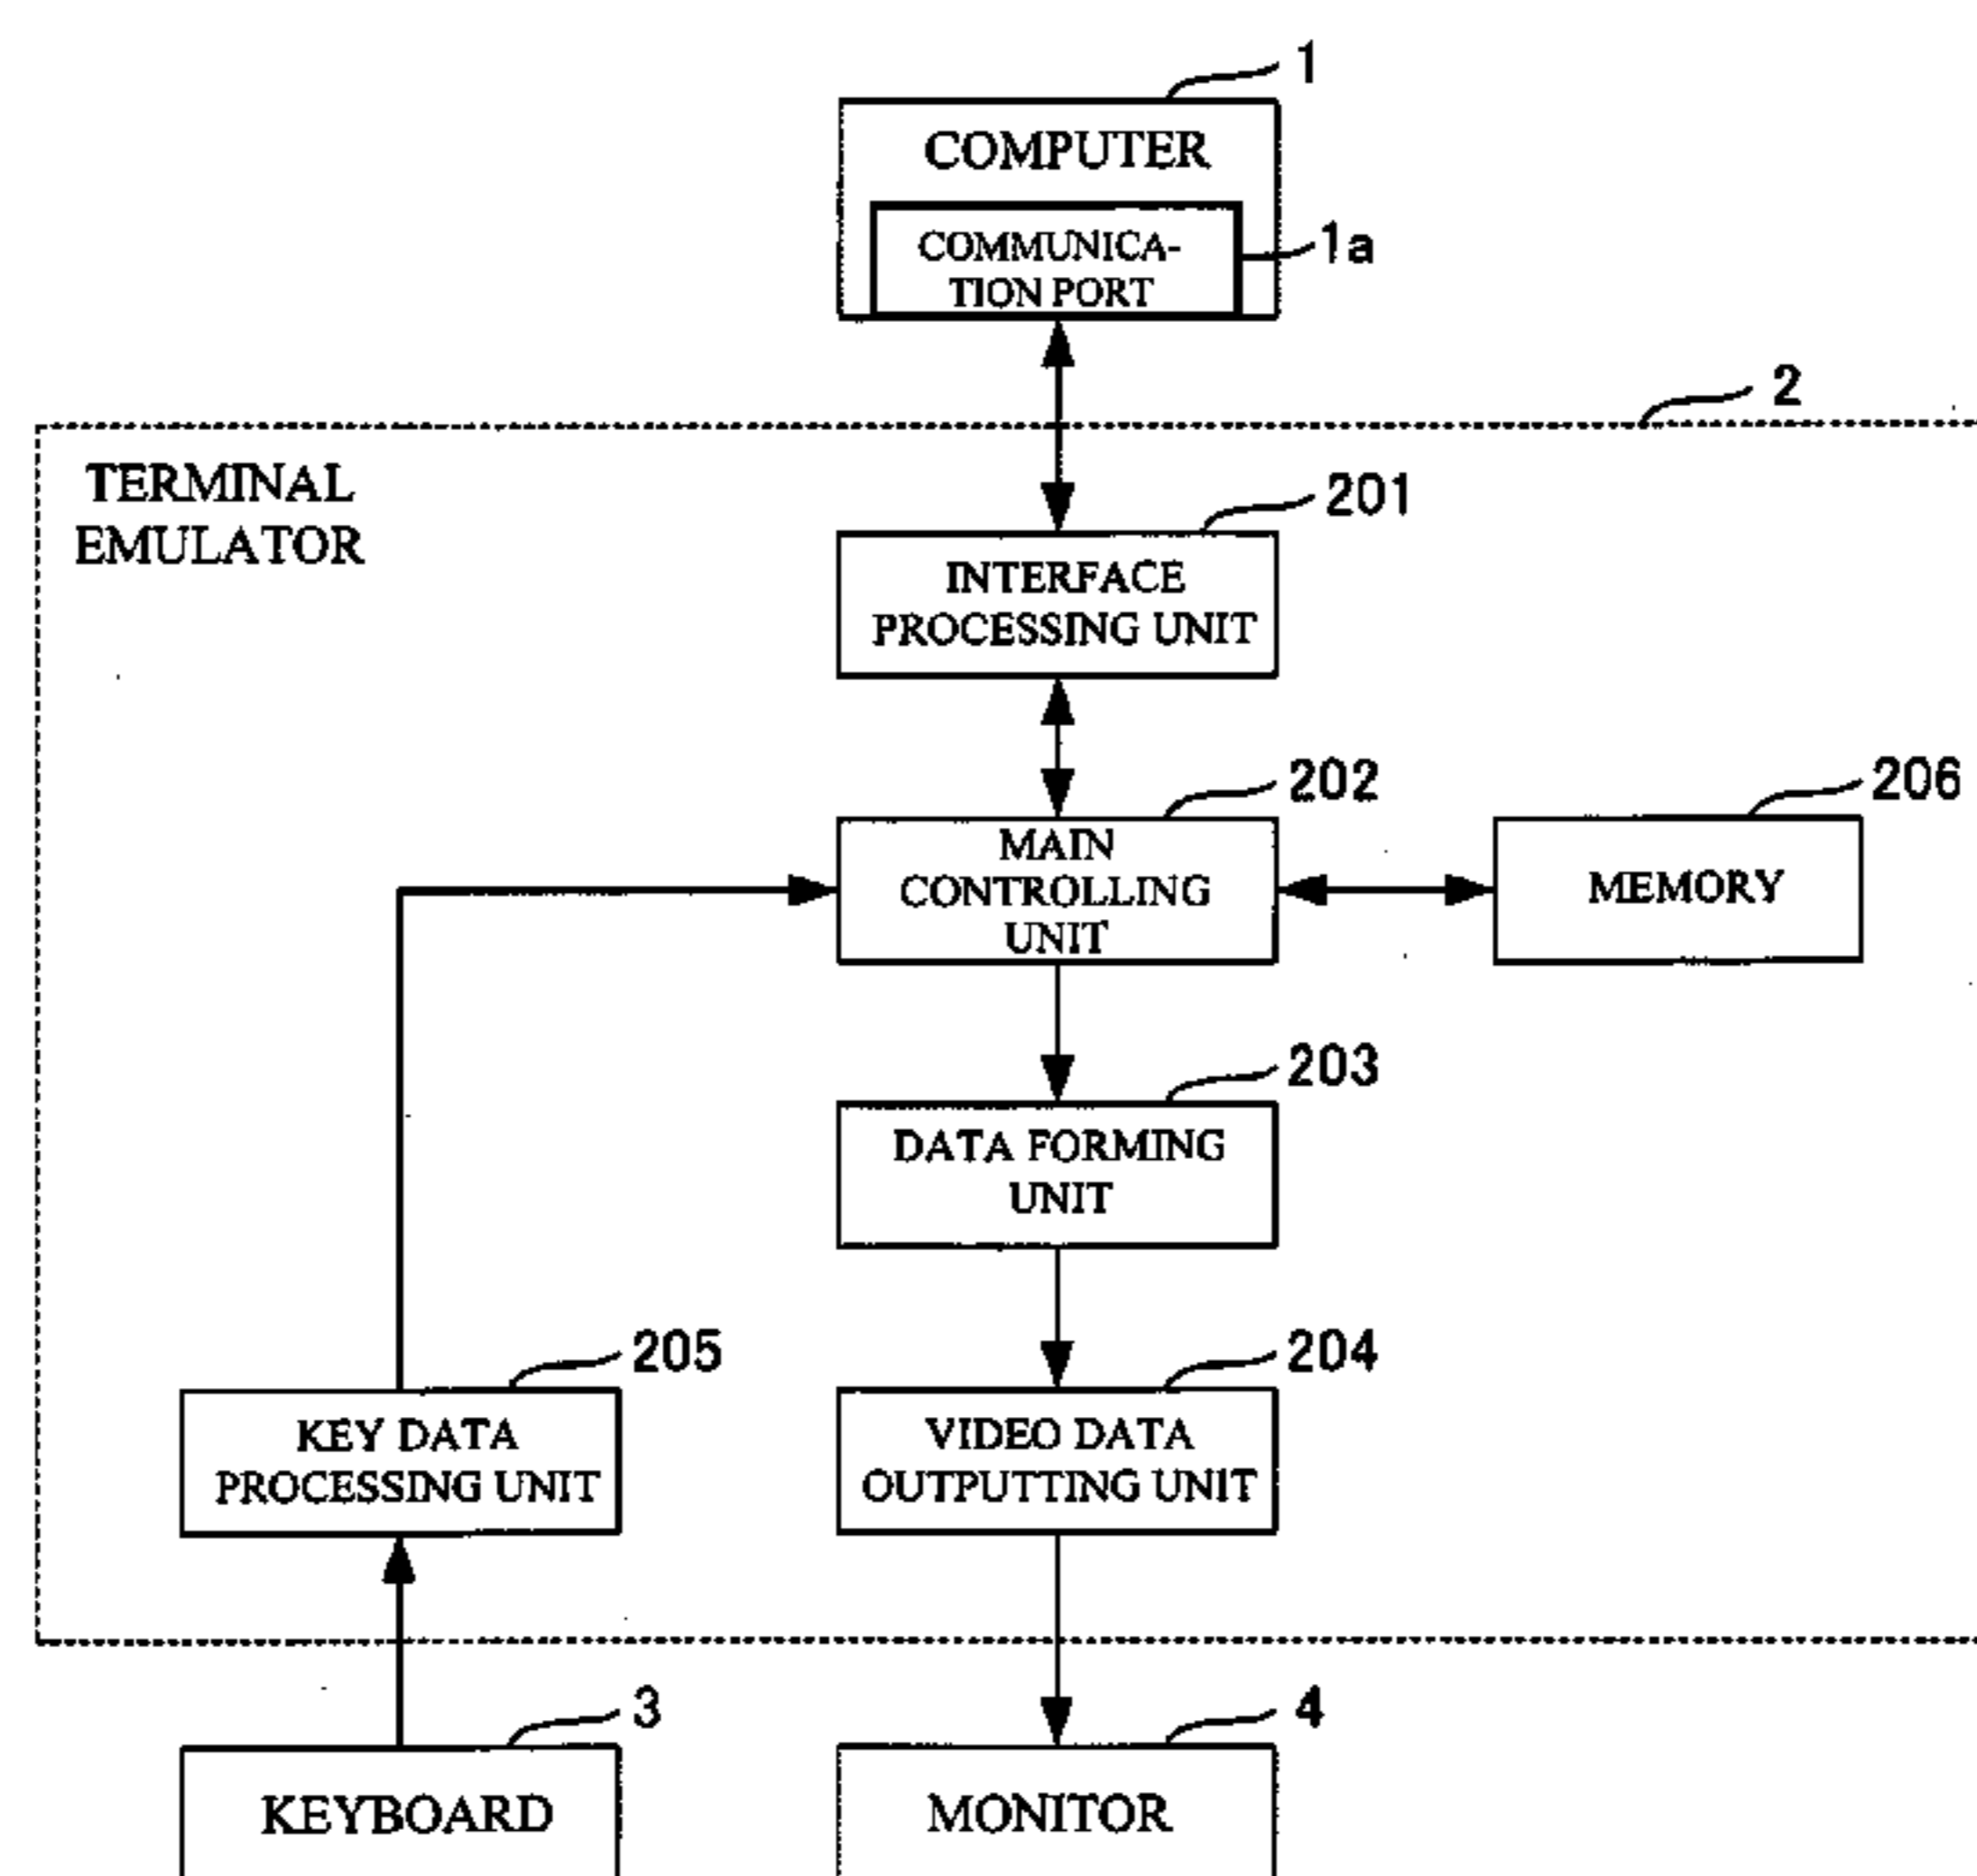 1
COMPUTER
COMMUNICA-
TION PORT
1a
2
TERMINAL
EMULATOR
201
INTERFACE
PROCESSING UNIT
202
206
MAIN
CONTROLLING
UNIT
MEMORY
203
DATA FORMING
UNIT
205
204
KEY DATA
PROCESSING UNIT
VIDEO DATA
OUTPUTTING UNIT
3
4
KEYBOARD
MONITOR